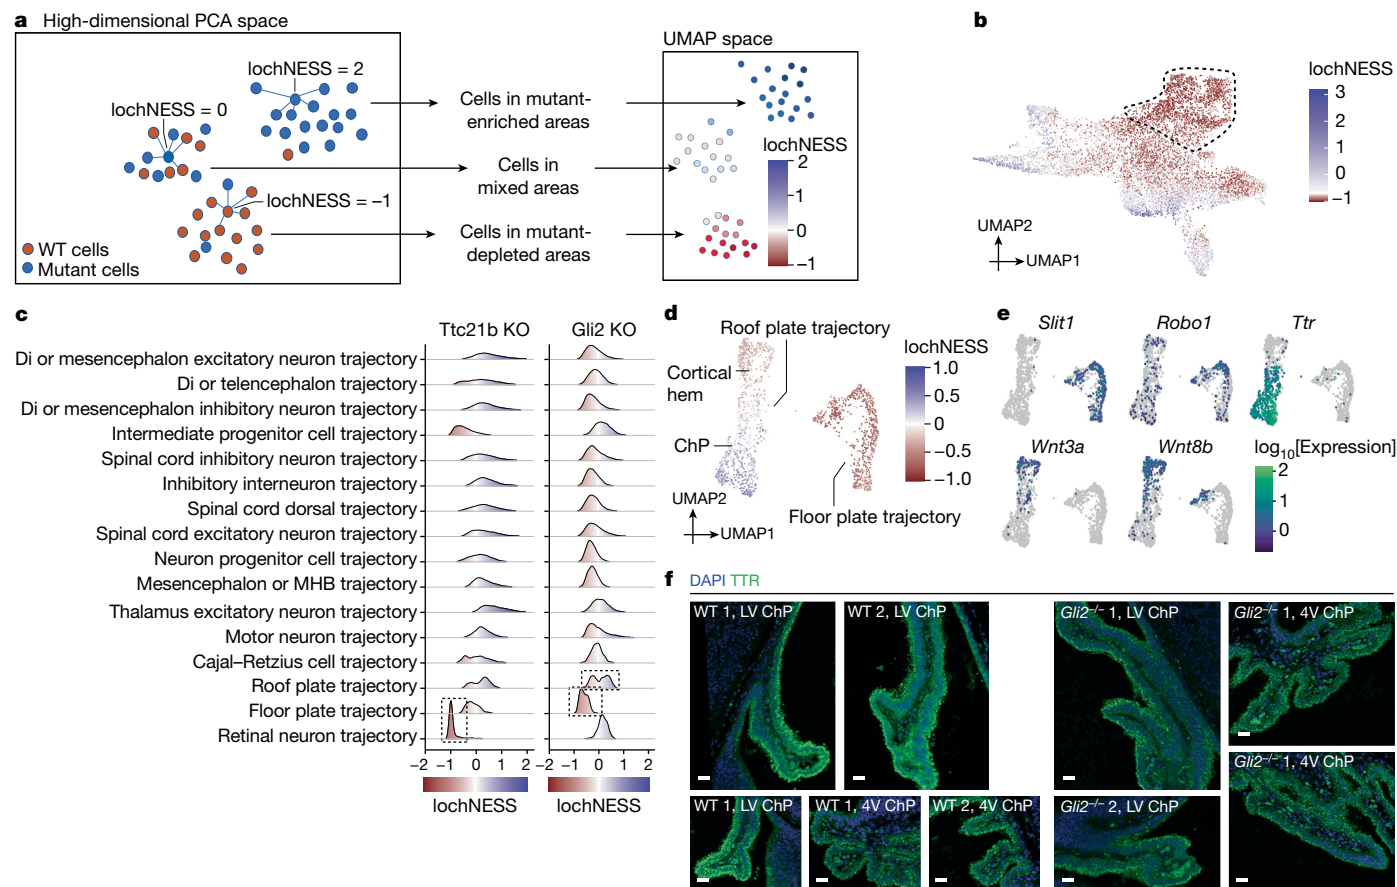 a High-dimensional PCA space
UMAP space
lochNESS = 2
lochNESS = 0
lochNESS = −1
WT cells
Mutant cells
Cells in mutant-
enriched areas
Cells in
mixed areas
Cells in mutant-
depleted areas
lochNESS
2
1
0
−1
b
lochNESS
3
2
1
0
−1
UMAP2
UMAP1
c
Ttc21b KO
Gli2 KO
Di or mesencephalon excitatory neuron trajectory
Di or telencephalon trajectory
Di or mesencephalon inhibitory neuron trajectory
Intermediate progenitor cell trajectory
Spinal cord inhibitory neuron trajectory
Inhibitory interneuron trajectory
Spinal cord dorsal trajectory
Spinal cord excitatory neuron trajectory
Neuron progenitor cell trajectory
Mesencephalon or MHB trajectory
Thalamus excitatory neuron trajectory
Motor neuron trajectory
Cajal–Retzius cell trajectory
Roof plate trajectory
Floor plate trajectory
Retinal neuron trajectory
−2 −1 0 1 2
−2 −1 0 1 2
lochNESS
lochNESS
d
Roof plate trajectory
Cortical
hem
ChP
lochNESS
1.0
0.5
0
−0.5
−1.0
UMAP2
UMAP1
Floor plate trajectory
e
Slit1
Robo1
Ttr
Wnt3a
Wnt8b
log10[Expression]
2
1
0
f DAPI TTR
WT 1, LV ChP
WT 2, LV ChP
Gli2−/− 1, LV ChP
Gli2−/− 1, 4V ChP
Gli2−/− 1, 4V ChP
WT 1, LV ChP
WT 1, 4V ChP
WT 2, 4V ChP
Gli2−/− 2, LV ChP